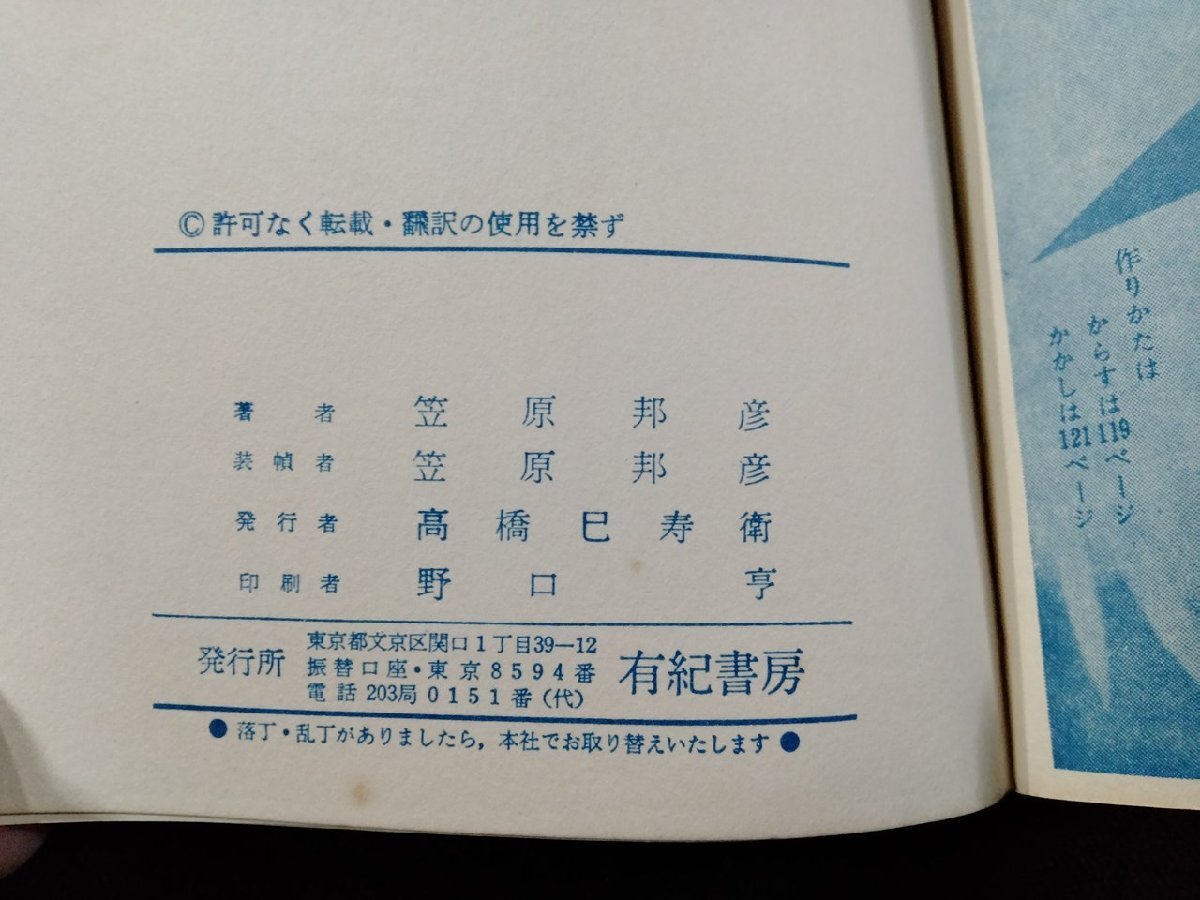 ©許可なく転載・翻訳の使用を禁ず
著者 笠原邦彦
装幀者 笠原邦彦
発行者 高橋巳寿衛
印刷者 野口亨
発行所
東京都文京区関口1丁目39―12
振替口座・東京8594番
電話 203局 0151番(代)
有紀書房
●落丁・乱丁がありましたら，本社でお取り替えいたします●
作りかたは
からすは119ページ
かかしは121ページ